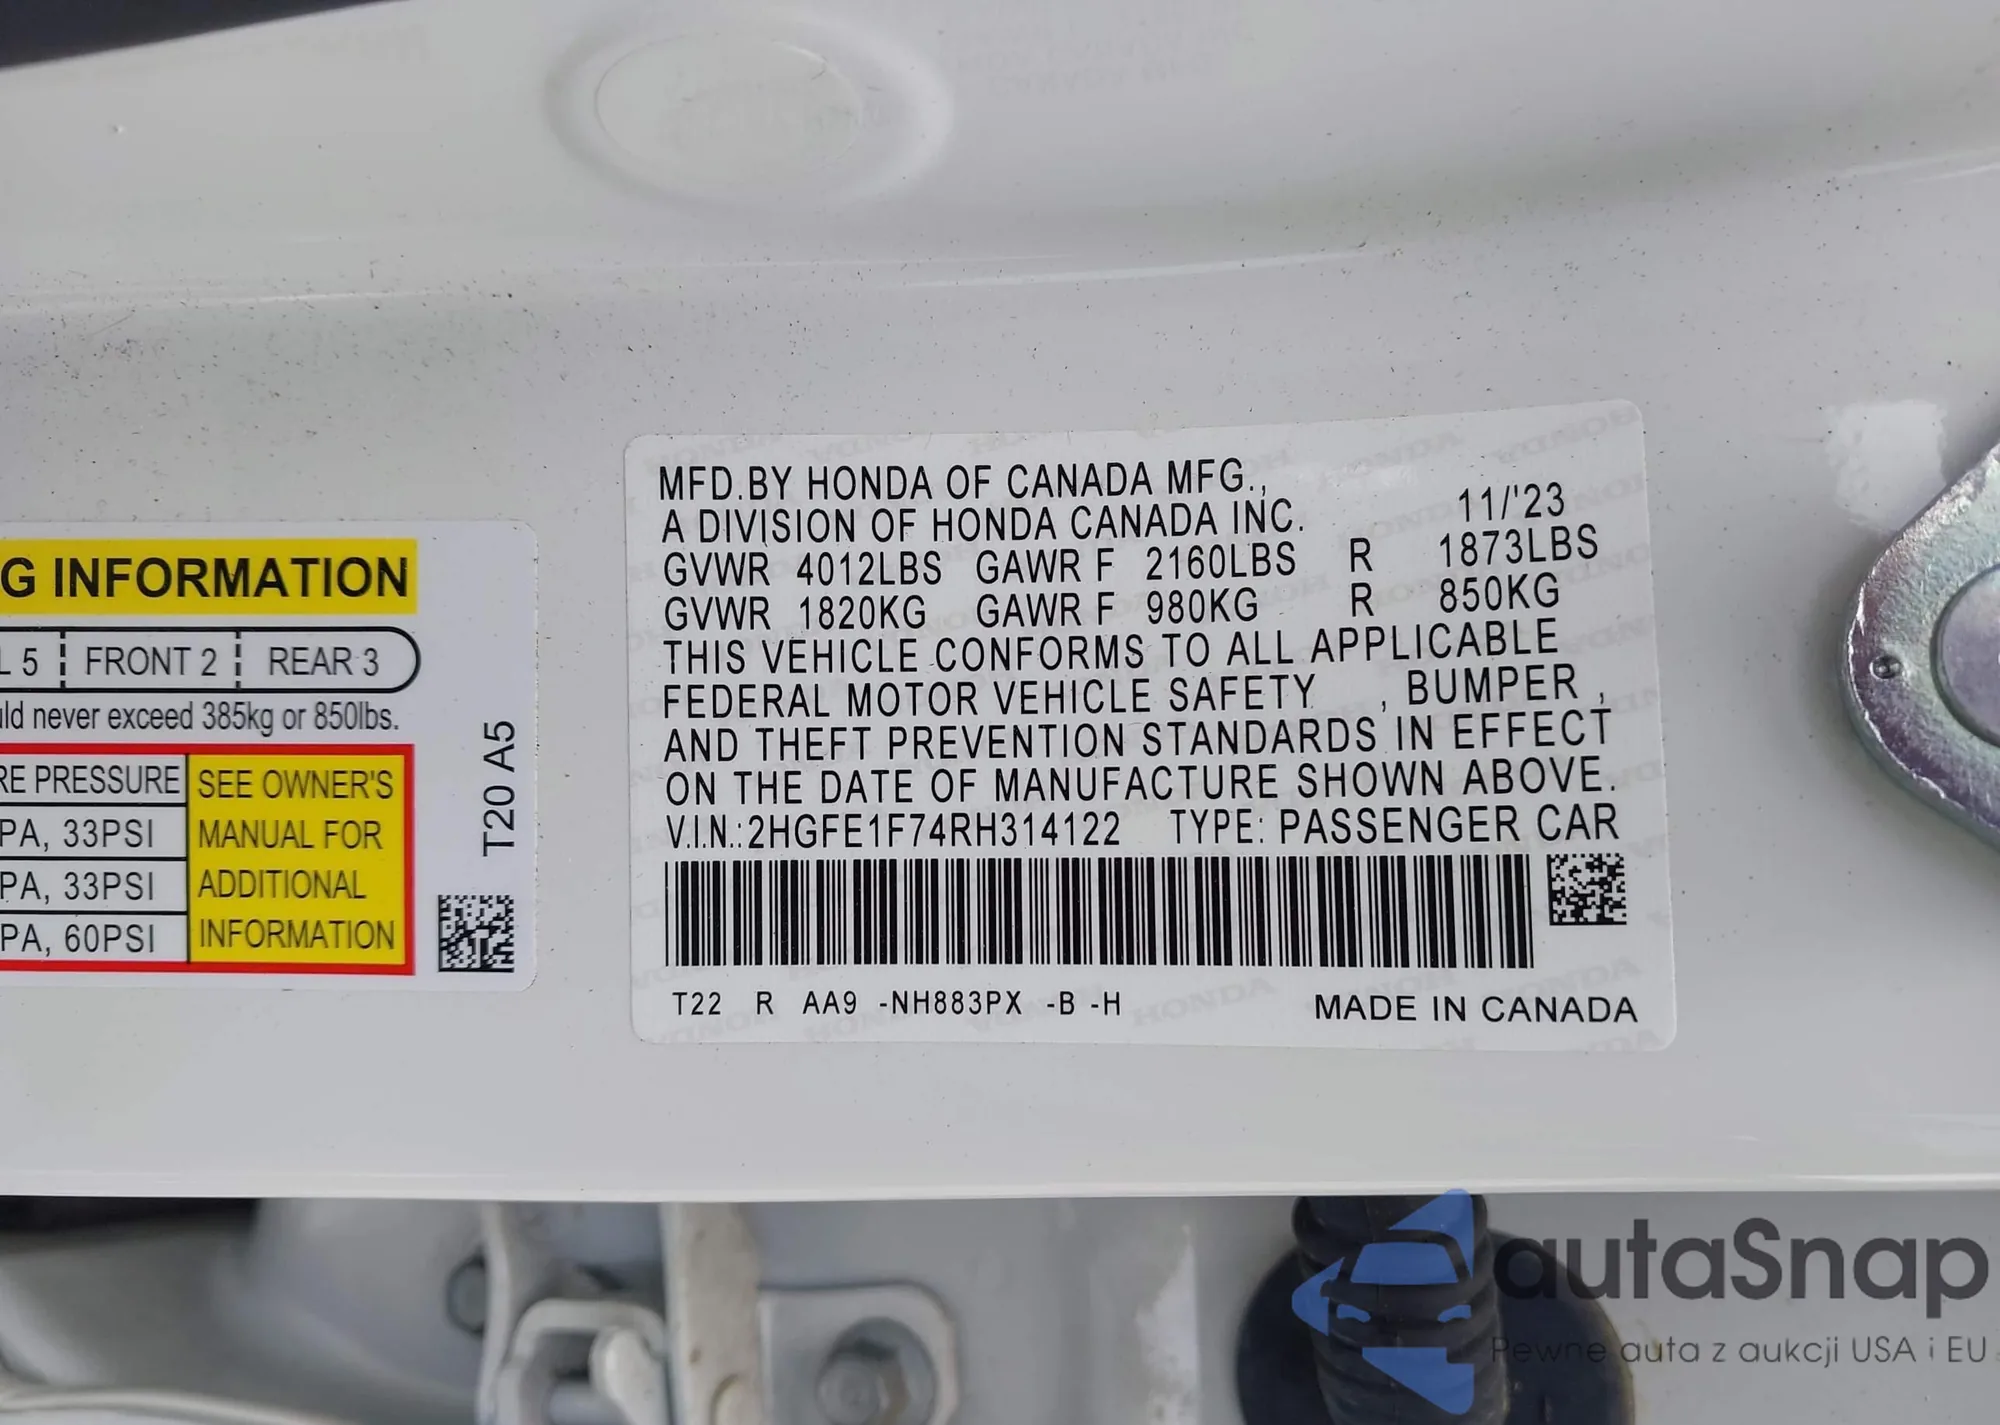 G INFORMATION
L 5 FRONT 2 REAR 3
uld never exceed 385kg or 850lbs.
RE PRESSURE
PA, 33PSI
PA, 33PSI
PA, 60PSI
SEE OWNER'S
MANUAL FOR
ADDITIONAL
INFORMATION
T20 A5
MFD.BY HONDA OF CANADA MFG.,
A DIVISION OF HONDA CANADA INC. 11/'23
GVWR 4012LBS GAWR F 2160LBS R 1873LBS
GVWR 1820KG GAWR F 980KG R 850KG
THIS VEHICLE CONFORMS TO ALL APPLICABLE
FEDERAL MOTOR VEHICLE SAFETY , BUMPER ,
AND THEFT PREVENTION STANDARDS IN EFFECT
ON THE DATE OF MANUFACTURE SHOWN ABOVE.
V.I.N.:2HGFE1F74RH314122 TYPE: PASSENGER CAR
T22 R AA9 -NH883PX -B -H MADE IN CANADA
autaSnap
Pewne auta z aukcji USA i EU